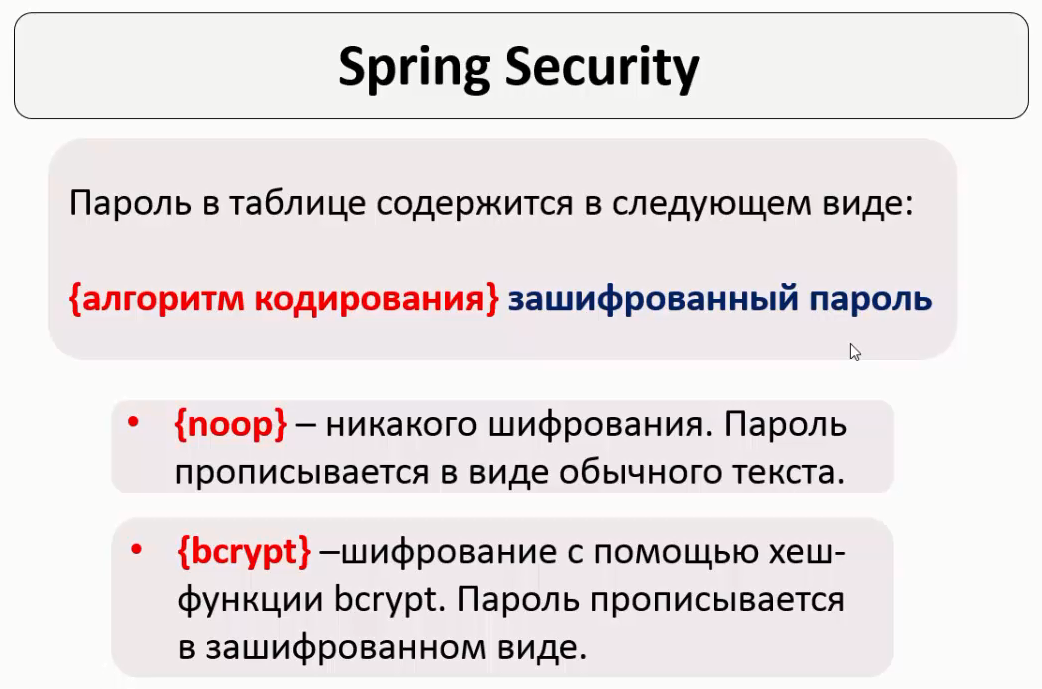 Spring Security
Пароль в таблице содержится в следующем виде:
{алгоритм кодирования} зашифрованный пароль
• {noop} – никакого шифрования. Пароль
прописывается в виде обычного текста.
• {bcrypt} –шифрование с помощью хеш-
функции bcrypt. Пароль прописывается
в зашифрованном виде.